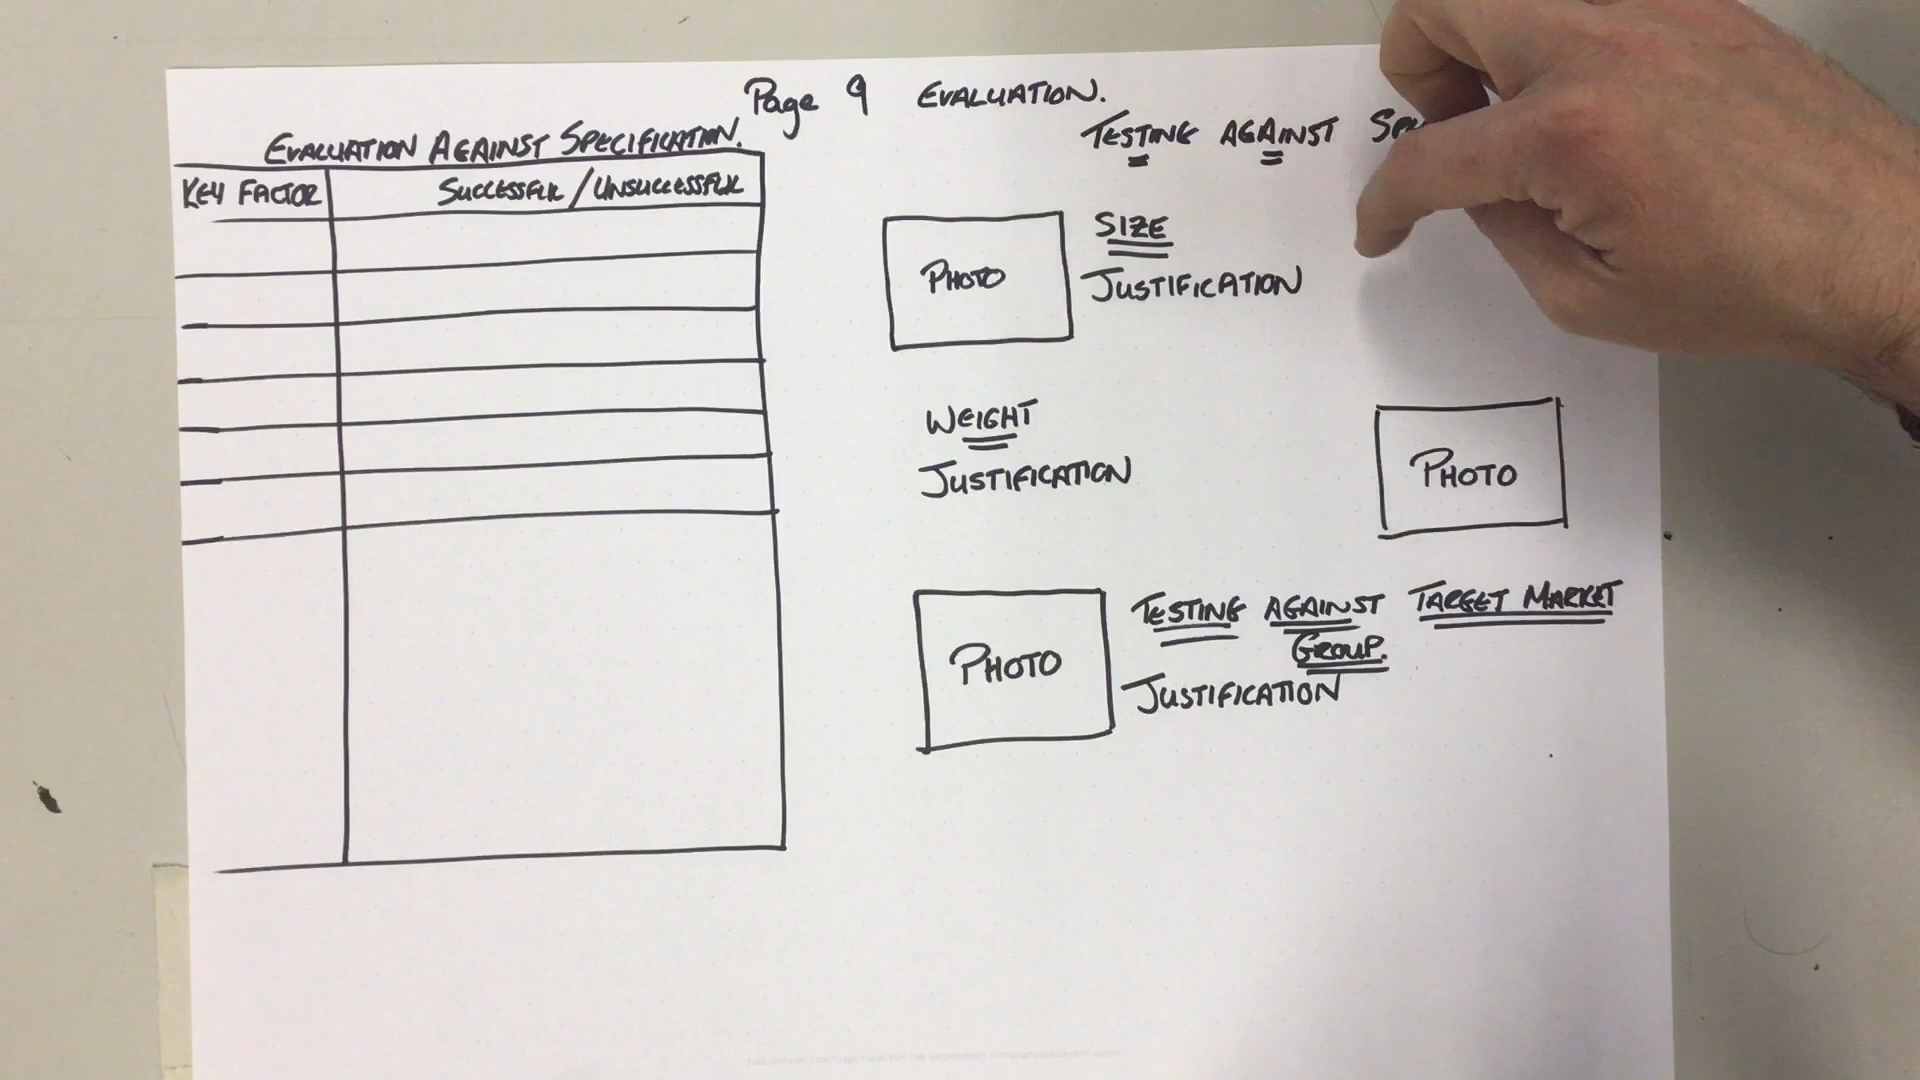 Page 9 EVALUATION.
EVALUATION AGAINST SPECIFICATION.
KEY FACTOR
SUCCESSFUL / UNSUCCESSFUL
TESTING AGAINST
PHOTO
SIZE
JUSTIFICATION
WEIGHT
JUSTIFICATION
PHOTO
PHOTO
TESTING AGAINST TARGET MARKET
GROUP.
JUSTIFICATION